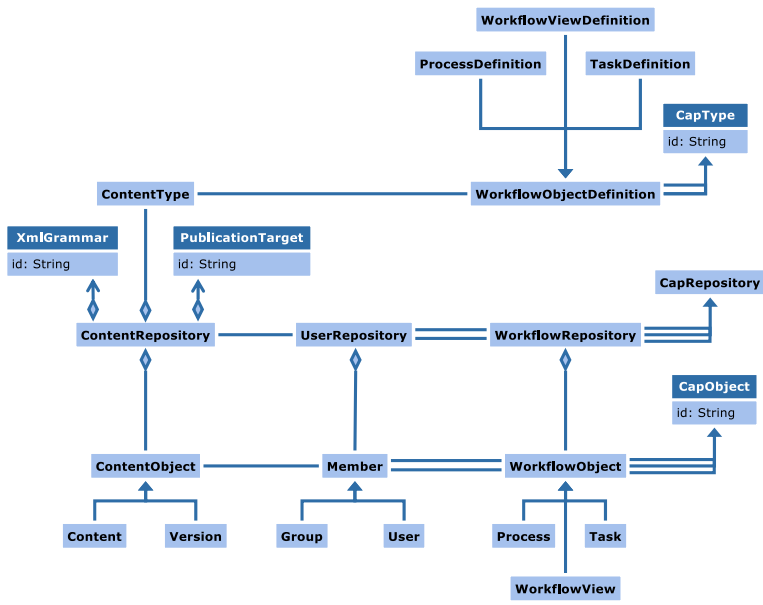 WorkflowViewDefinition
ProcessDefinition
TaskDefinition
CapType
id: String
ContentType
WorkflowObjectDefinition
XmlGrammar
id: String
PublicationTarget
id: String
CapRepository
ContentRepository
UserRepository
WorkflowRepository
CapObject
id: String
ContentObject
Member
WorkflowObject
Content
Version
Group
User
Process
Task
WorkflowView